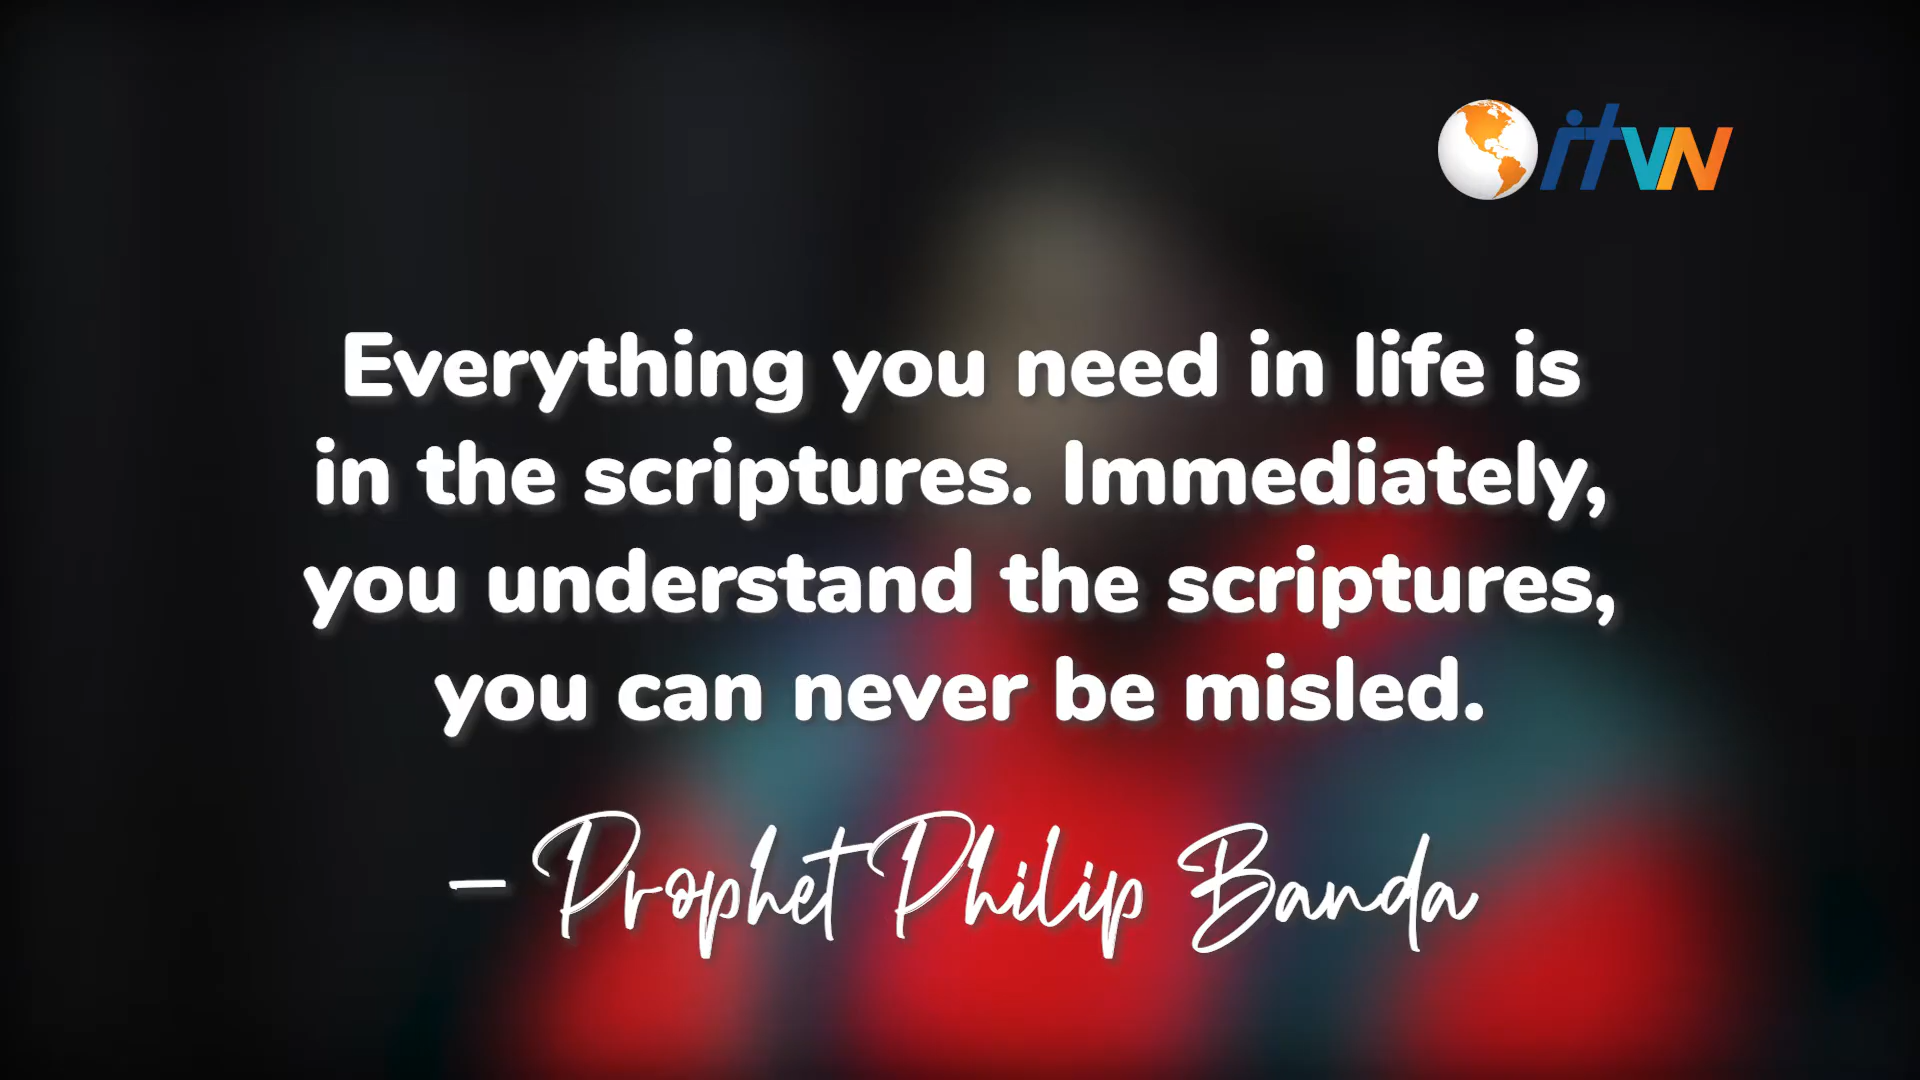 itvn
Everything you need in life is
in the scriptures. Immediately,
you understand the scriptures,
you can never be misled.
– Prophet Philip Banda